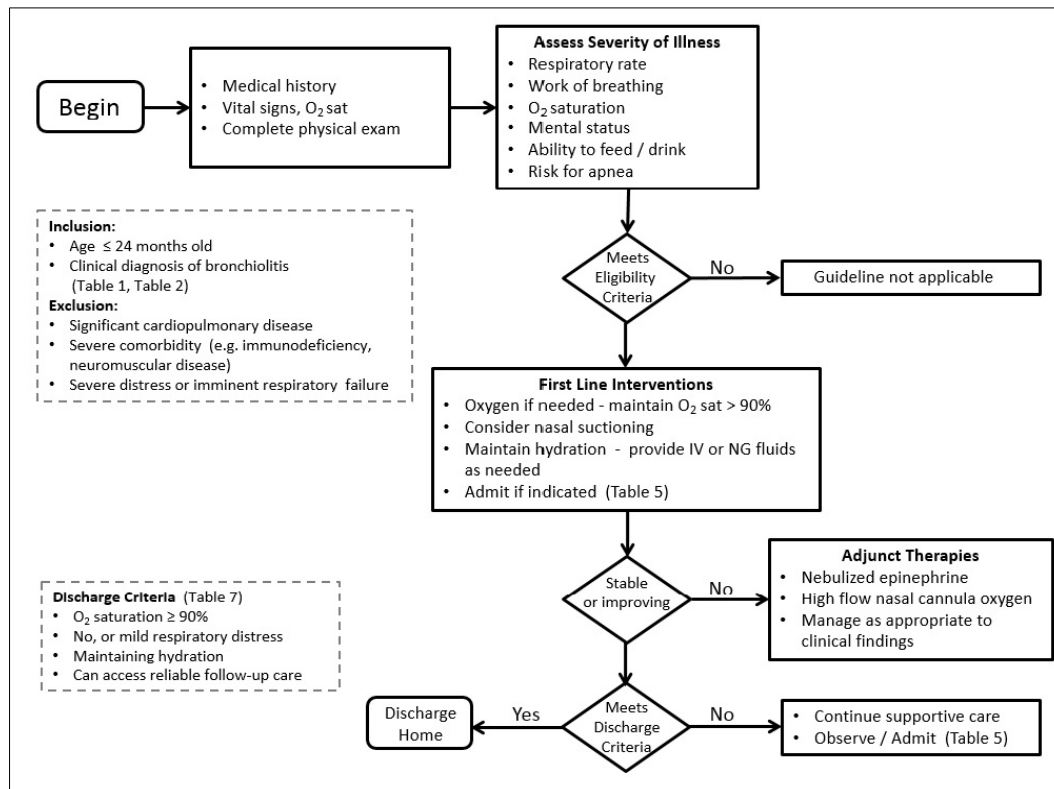 Begin
• Medical history
• Vital signs, O₂ sat
• Complete physical exam
Assess Severity of Illness
• Respiratory rate
• Work of breathing
• O₂ saturation
• Mental status
• Ability to feed / drink
• Risk for apnea
Inclusion:
• Age ≤ 24 months old
• Clinical diagnosis of bronchiolitis
(Table 1, Table 2)
Exclusion:
• Significant cardiopulmonary disease
• Severe comorbidity (e.g. immunodeficiency,
neuromuscular disease)
• Severe distress or imminent respiratory failure
Meets
Eligibility
Criteria
No
Guideline not applicable
First Line Interventions
• Oxygen if needed - maintain O₂ sat > 90%
• Consider nasal suctioning
• Maintain hydration - provide IV or NG fluids
as needed
• Admit if indicated (Table 5)
Stable
or improving
No
Adjunct Therapies
• Nebulized epinephrine
• High flow nasal cannula oxygen
• Manage as appropriate to
clinical findings
Discharge Criteria (Table 7)
• O₂ saturation ≥ 90%
• No, or mild respiratory distress
• Maintaining hydration
• Can access reliable follow-up care
Discharge
Home
Yes
Meets
Discharge
Criteria
No
• Continue supportive care
• Observe / Admit (Table 5)